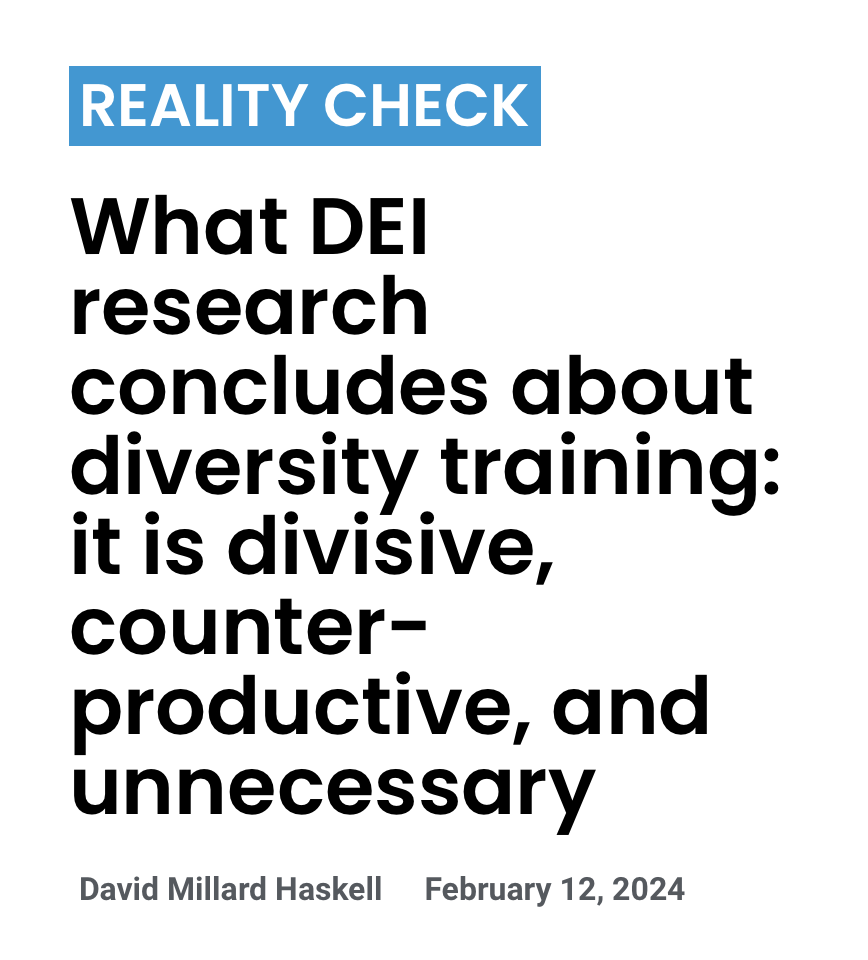 REALITY CHECK
What DEI
research
concludes about
diversity training:
it is divisive,
counter-
productive, and
unnecessary
David Millard Haskell February 12, 2024